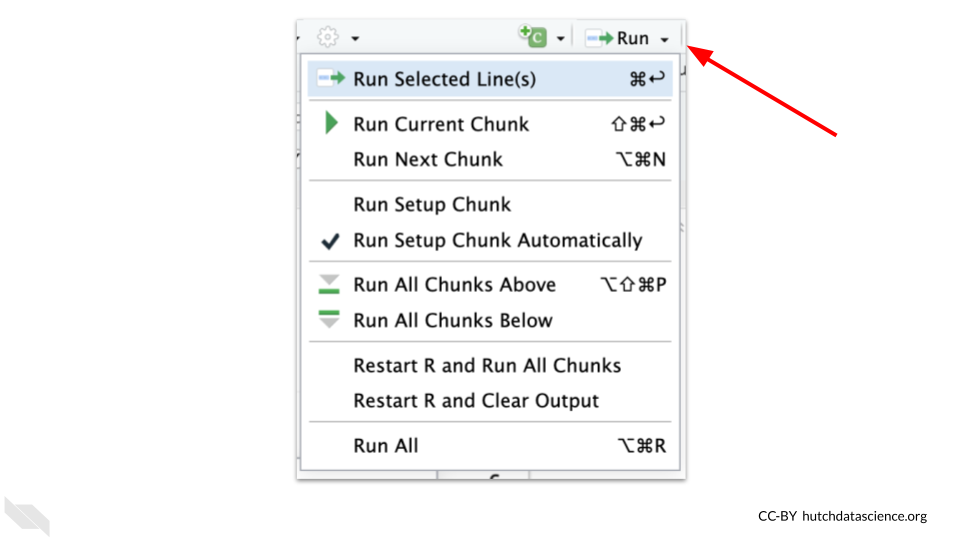 C Run
Run Selected Line(s) ⌘↩
Run Current Chunk ⇧⌘↩
Run Next Chunk ⌥⌘N
Run Setup Chunk
Run Setup Chunk Automatically
Run All Chunks Above ⌥⇧⌘P
Run All Chunks Below
Restart R and Run All Chunks
Restart R and Clear Output
Run All ⌥⌘R
CC-BY hutchdatascience.org